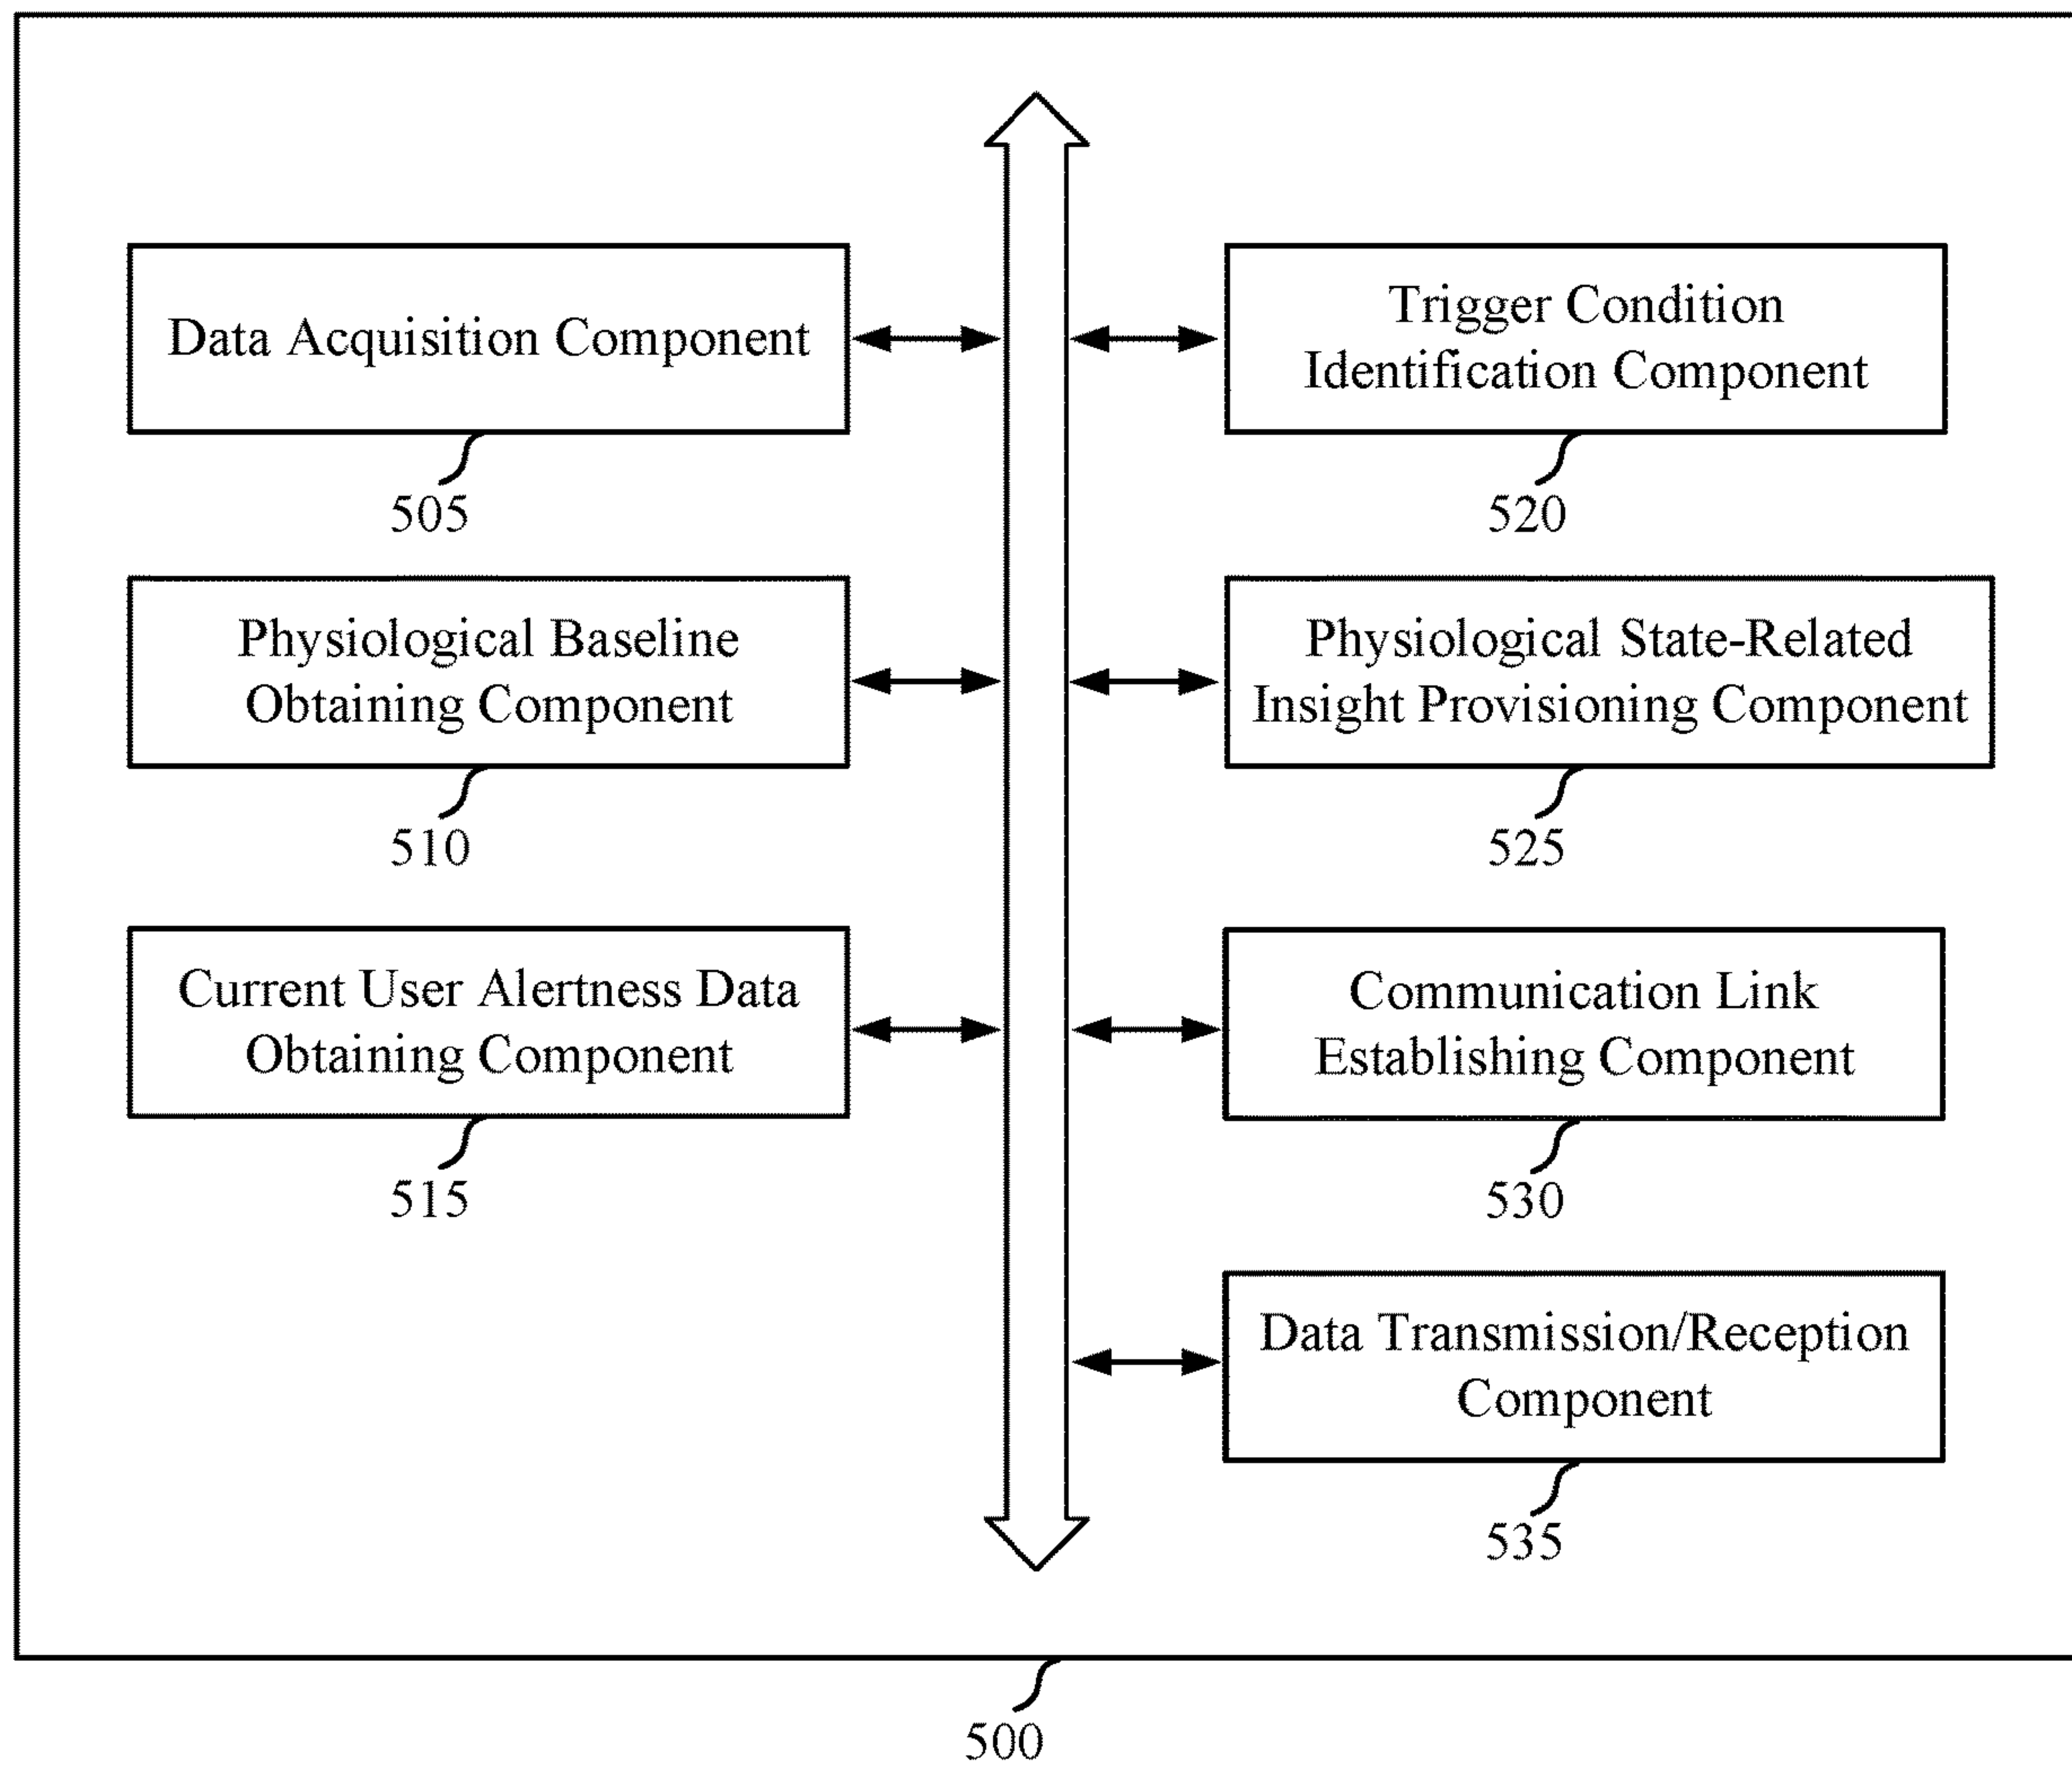 Data Acquisition Component
505
Physiological Baseline
Obtaining Component
510
Current User Alertness Data
Obtaining Component
515
Trigger Condition
Identification Component
520
Physiological State-Related
Insight Provisioning Component
525
Communication Link
Establishing Component
530
Data Transmission/Reception
Component
535
500